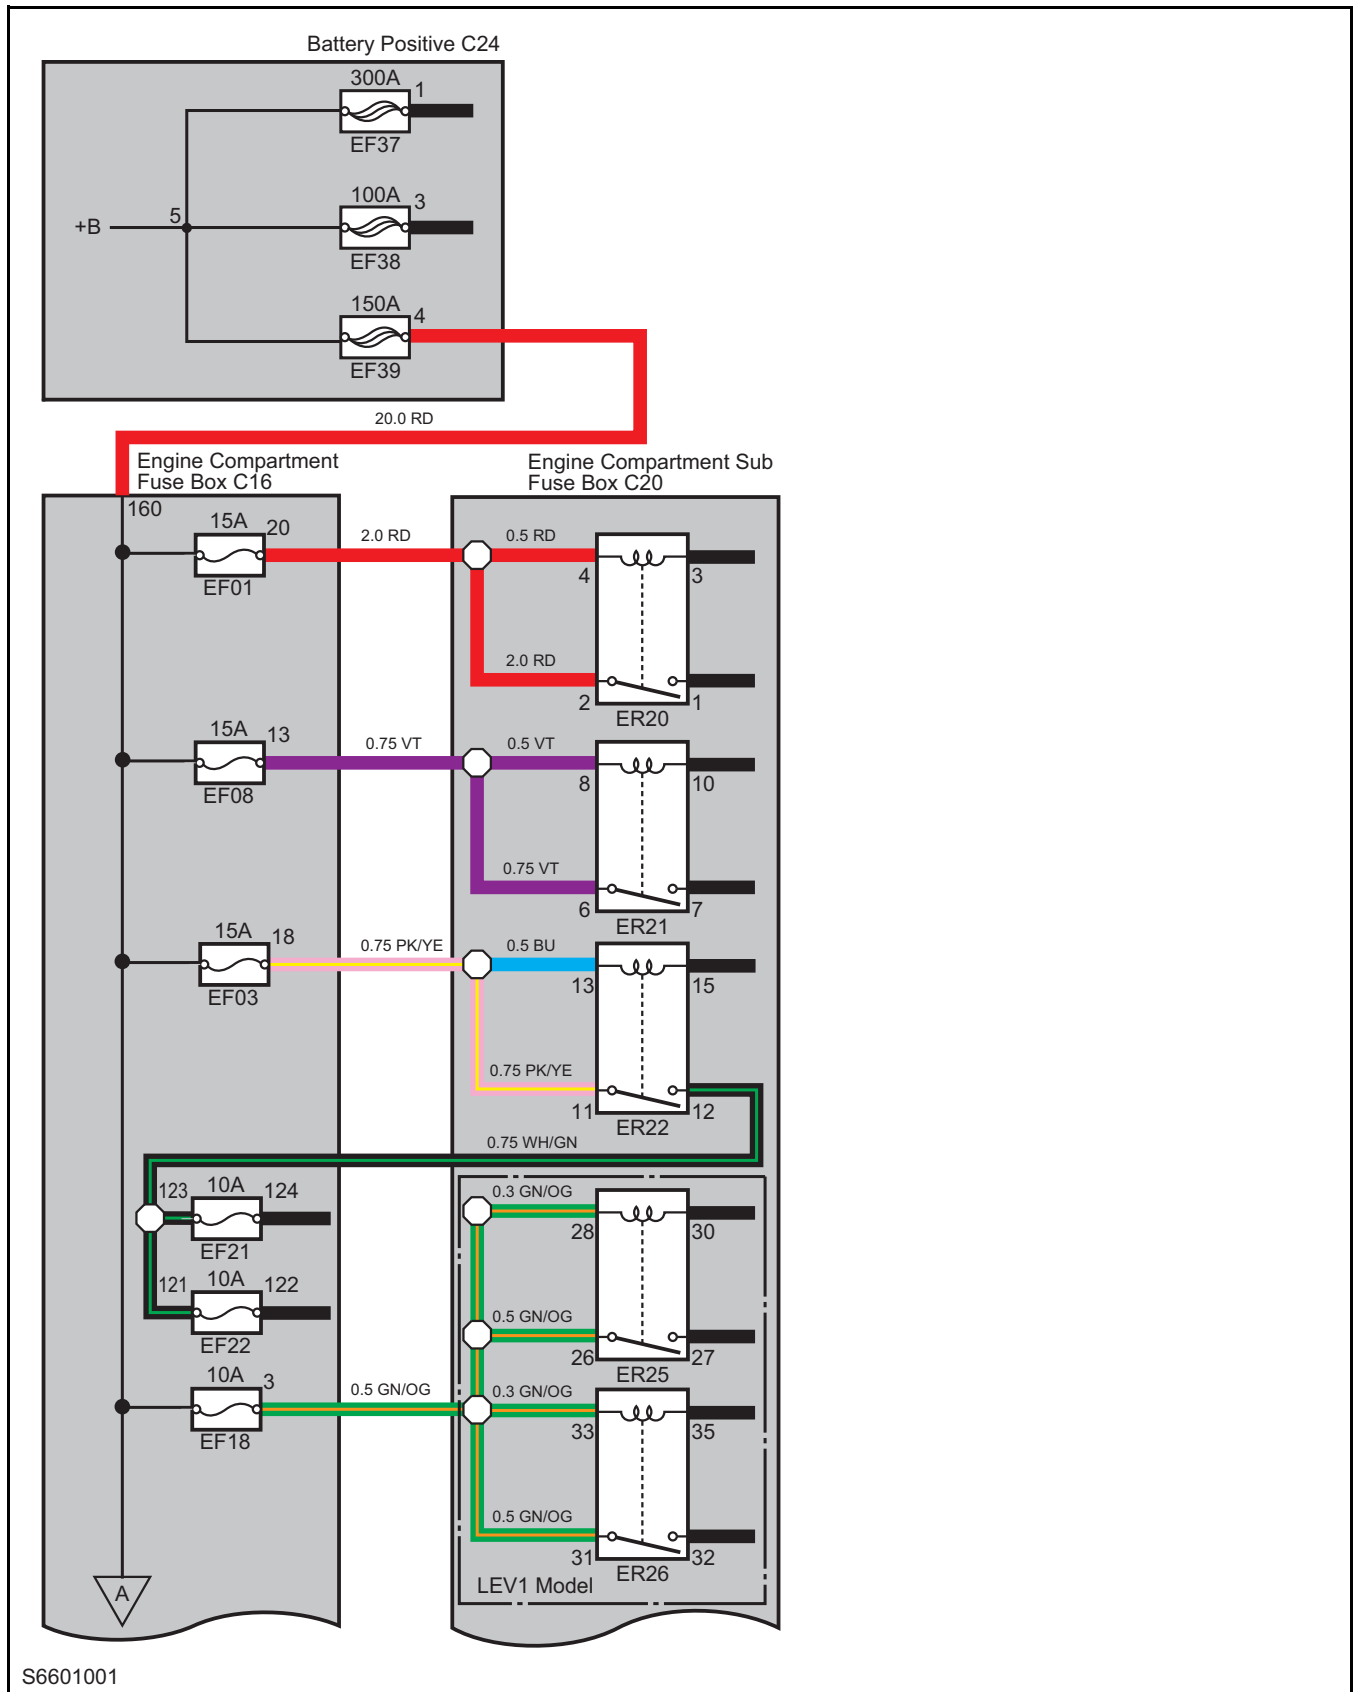 Battery Positive C24
300A
1
EF37
100A
3
+B
5
EF38
150A
4
EF39
20.0 RD
Engine Compartment
Fuse Box C16
Engine Compartment Sub
Fuse Box C20
160
15A
20
EF01
2.0 RD
0.5 RD
4
3
2.0 RD
2
1
ER20
15A
13
EF08
0.75 VT
0.5 VT
8
10
0.75 VT
6
7
ER21
15A
18
EF03
0.75 PK/YE
0.5 BU
13
15
0.75 PK/YE
11
12
ER22
0.75 WH/GN
123
10A
124
EF21
121
10A
122
EF22
0.3 GN/OG
28
30
0.5 GN/OG
26
27
ER25
10A
3
EF18
0.5 GN/OG
0.3 GN/OG
33
35
0.5 GN/OG
31
32
ER26
LEV1 Model
A
S6601001